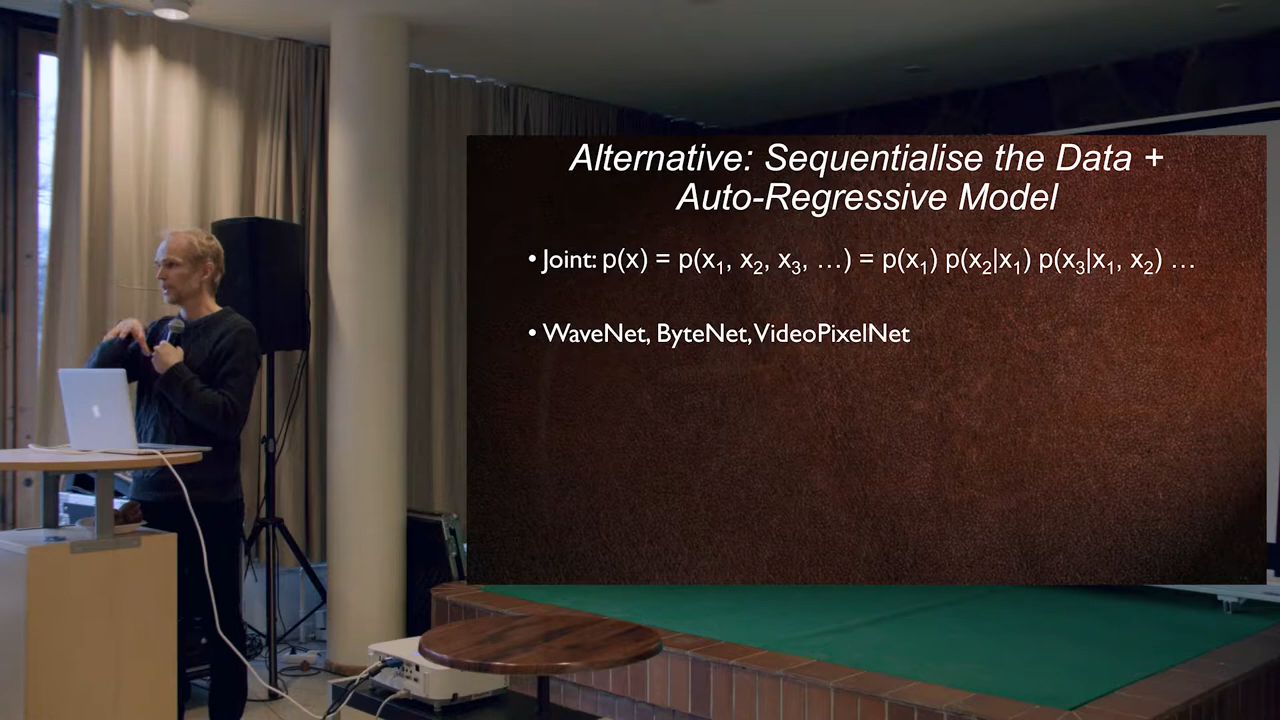 Alternative: Sequentialise the Data +
Auto-Regressive Model
• Joint: p(x) = p(x₁, x₂, x₃, …) = p(x₁) p(x₂|x₁) p(x₃|x₁, x₂) …
• WaveNet, ByteNet, VideoPixelNet